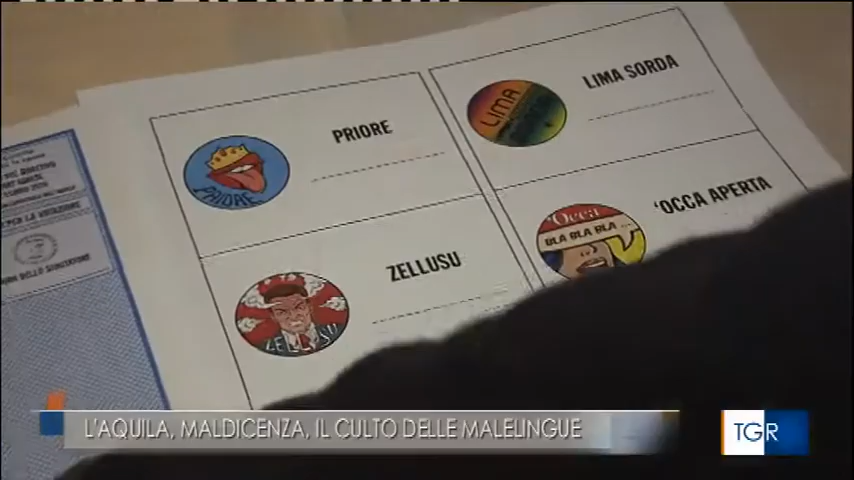 PRIORE
PRIORE
LIMA SORDA
LIMA
'OCCA APERTA
'Occa
BLA BLA BLA
ZELLUSU
ZELLUSU
L'AQUILA, MALDICENZA, IL CULTO DELLE MALELINGUE
TGR